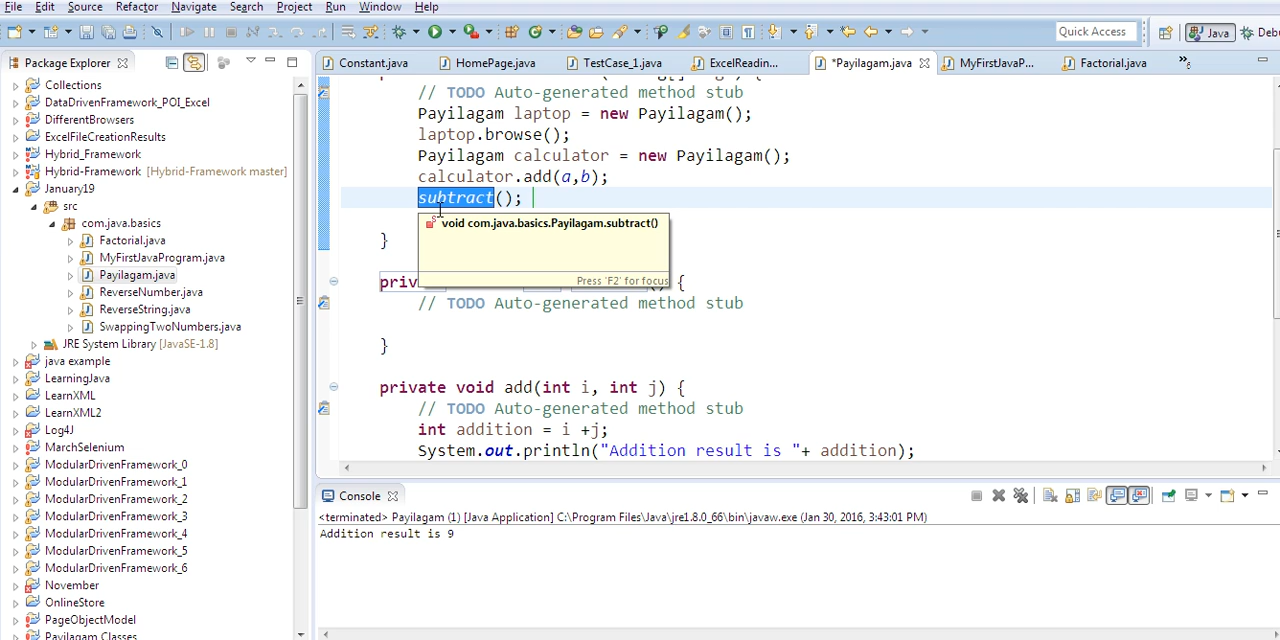 File Edit Source Refactor Navigate Search Project Run Window Help
Quick Access Java
Package Explorer
Constant.java HomePage.java TestCase_1.java ExcelReadin... *Payilagam.java MyFirstJavaP... Factorial.java »8
Collections
DataDrivenFramework_POI_Excel
DifferentBrowsers
ExcelFileCreationResults
Hybrid_Framework
Hybrid-Framework [Hybrid-Framework master]
January19
src
com.java.basics
Factorial.java
MyFirstJavaProgram.java
Payilagam.java
ReverseNumber.java
ReverseString.java
SwappingTwoNumbers.java
JRE System Library [JavaSE-1.8]
java example
LearningJava
LearnXML
LearnXML2
Log4J
MarchSelenium
ModularDrivenFramework_0
ModularDrivenFramework_1
ModularDrivenFramework_2
ModularDrivenFramework_3
ModularDrivenFramework_4
ModularDrivenFramework_5
ModularDrivenFramework_6
November
OnlineStore
PageObjectModel
Payilagam Classes
// TODO Auto-generated method stub
Payilagam laptop = new Payilagam();
laptop.browse();
Payilagam calculator = new Payilagam();
calculator.add(a,b);
subtract();
void com.java.basics.Payilagam.subtract()
Press 'F2' for focus
}
priv {
// TODO Auto-generated method stub
}
private void add(int i, int j) {
// TODO Auto-generated method stub
int addition = i +j;
System.out.println("Addition result is "+ addition);
Console
<terminated> Payilagam (1) [Java Application] C:\Program Files\Java\jre1.8.0_66\bin\javaw.exe (Jan 30, 2016, 3:43:01 PM)
Addition result is 9